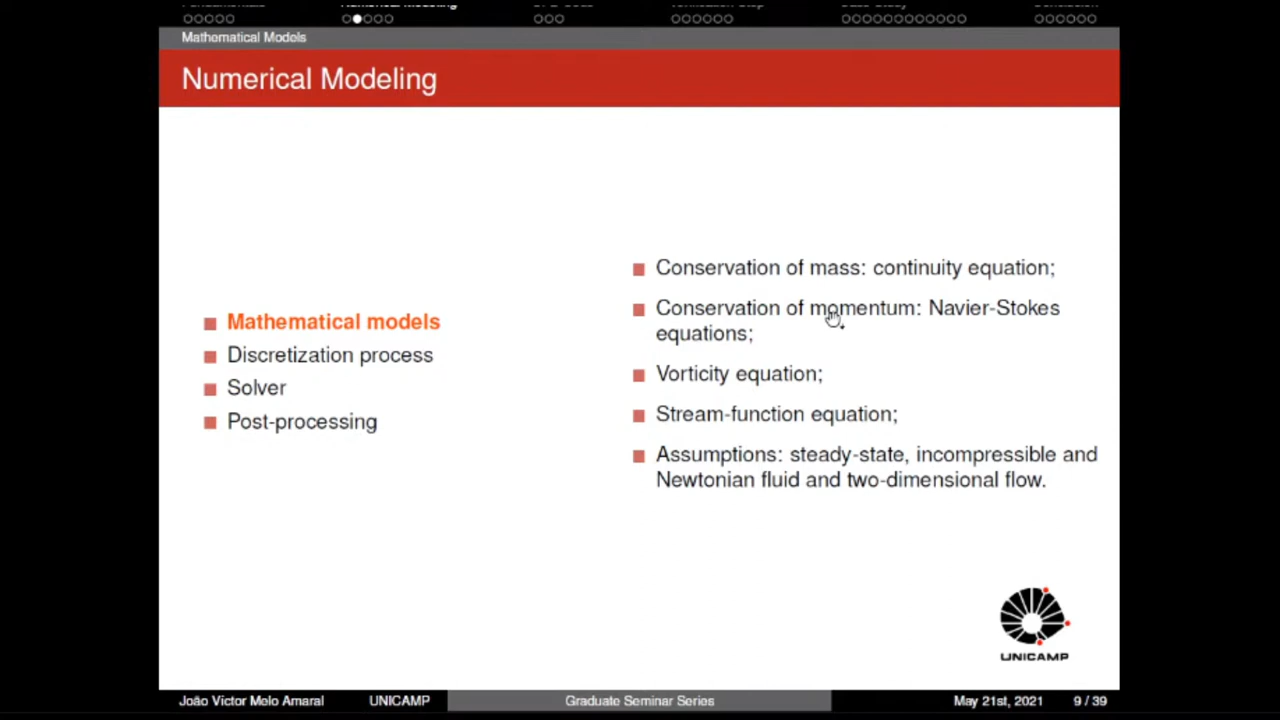 Mathematical Models
Numerical Modeling
Mathematical models
Discretization process
Solver
Post-processing
Conservation of mass: continuity equation;
Conservation of momentum: Navier-Stokes
equations;
Vorticity equation;
Stream-function equation;
Assumptions: steady-state, incompressible and
Newtonian fluid and two-dimensional flow.
UNICAMP
João Victor Melo Amaral UNICAMP Graduate Seminar Series May 21st, 2021 9 / 39